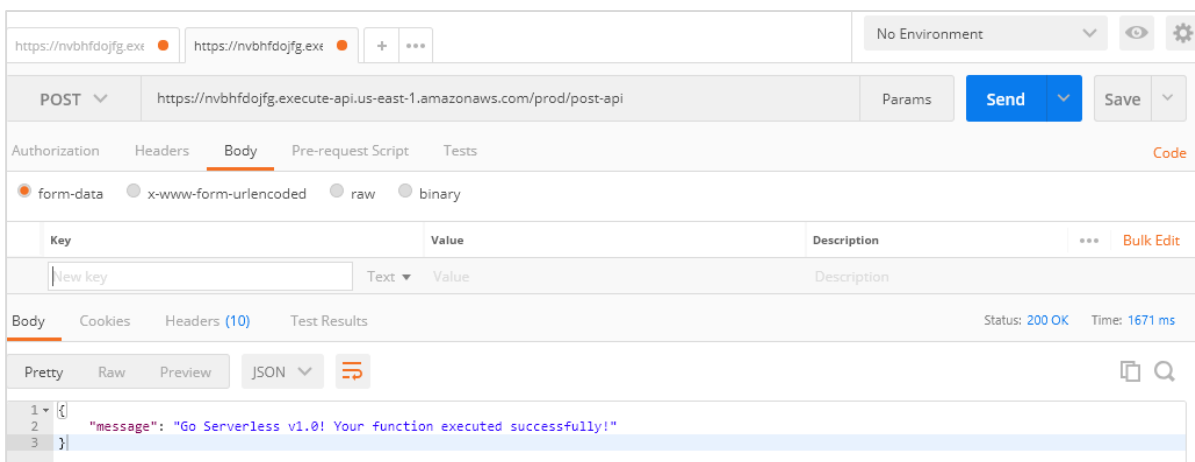 https://nvbhfdojfg.exe https://nvbhfdojfg.exe + ••• No Environment
POST https://nvbhfdojfg.execute-api.us-east-1.amazonaws.com/prod/post-api Params Send Save
Authorization Headers Body Pre-request Script Tests Code
form-data x-www-form-urlencoded raw binary
Key Value Description ••• Bulk Edit
New key Text Value Description
Body Cookies Headers (10) Test Results Status: 200 OK Time: 1671 ms
Pretty Raw Preview JSON
1 {
2 "message": "Go Serverless v1.0! Your function executed successfully!"
3 }